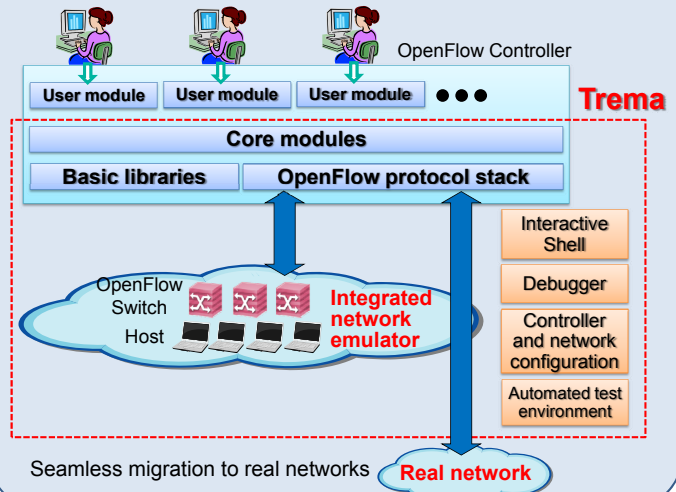 OpenFlow Controller
User module
User module
User module
Trema
Core modules
Basic libraries
OpenFlow protocol stack
Interactive
Shell
Debugger
Controller
and network
configuration
Automated test
environment
OpenFlow
Switch
Host
Integrated
network
emulator
Seamless migration to real networks
Real network